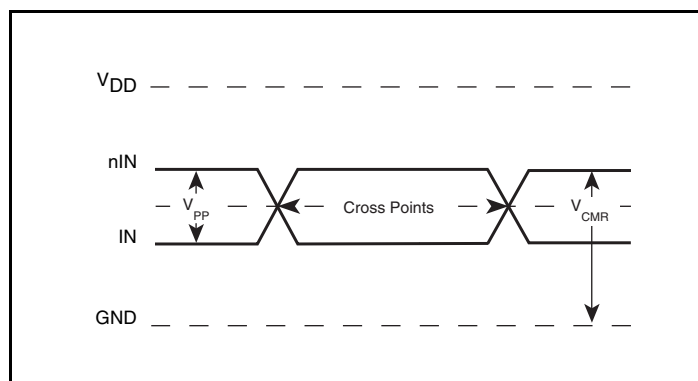 VDD
nIN
VPP
Cross Points
VCMR
IN
GND